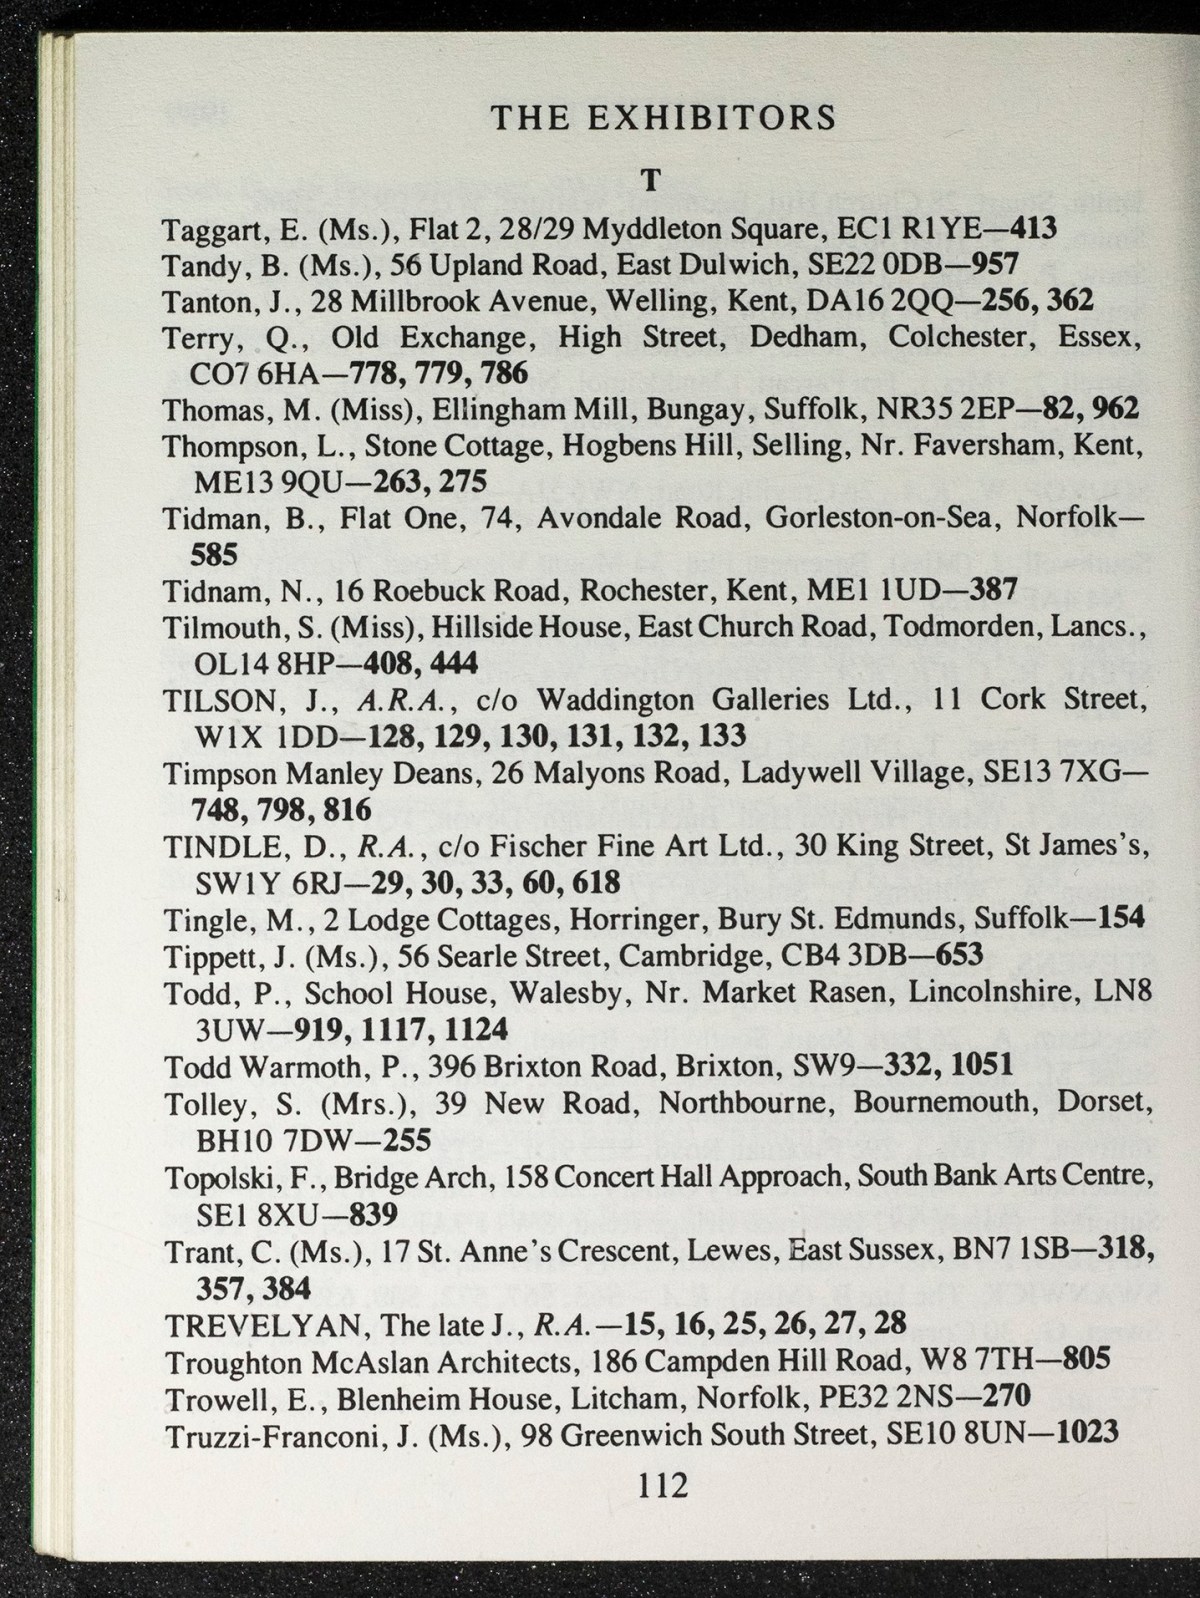 THE EXHIBITORS
T
Taggart, E. (Ms.), Flat 2, 28/29 Myddleton Square, EC1 R1YE—413
Tandy, B. (Ms.), 56 Upland Road, East Dulwich, SE22 0DB—957
Tanton, J., 28 Millbrook Avenue, Welling, Kent, DA16 2QQ—256, 362
Terry, Q., Old Exchange, High Street, Dedham, Colchester, Essex,
CO7 6HA—778, 779, 786
Thomas, M. (Miss), Ellingham Mill, Bungay, Suffolk, NR35 2EP—82, 962
Thompson, L., Stone Cottage, Hogbens Hill, Selling, Nr. Faversham, Kent,
ME13 9QU—263, 275
Tidman, B., Flat One, 74, Avondale Road, Gorleston-on-Sea, Norfolk—
585
Tidnam, N., 16 Roebuck Road, Rochester, Kent, ME1 1UD—387
Tilmouth, S. (Miss), Hillside House, East Church Road, Todmorden, Lancs.,
OL14 8HP—408, 444
TILSON, J., A.R.A., c/o Waddington Galleries Ltd., 11 Cork Street,
W1X 1DD—128, 129, 130, 131, 132, 133
Timpson Manley Deans, 26 Malyons Road, Ladywell Village, SE13 7XG—
748, 798, 816
TINDLE, D., R.A., c/o Fischer Fine Art Ltd., 30 King Street, St James's,
SW1Y 6RJ—29, 30, 33, 60, 618
Tingle, M., 2 Lodge Cottages, Horringer, Bury St. Edmunds, Suffolk—154
Tippett, J. (Ms.), 56 Searle Street, Cambridge, CB4 3DB—653
Todd, P., School House, Walesby, Nr. Market Rasen, Lincolnshire, LN8
3UW—919, 1117, 1124
Todd Warmoth, P., 396 Brixton Road, Brixton, SW9—332, 1051
Tolley, S. (Mrs.), 39 New Road, Northbourne, Bournemouth, Dorset,
BH10 7DW—255
Topolski, F., Bridge Arch, 158 Concert Hall Approach, South Bank Arts Centre,
SE1 8XU—839
Trant, C. (Ms.), 17 St. Anne's Crescent, Lewes, East Sussex, BN7 1SB—318,
357, 384
TREVELYAN, The late J., R.A.—15, 16, 25, 26, 27, 28
Troughton McAslan Architects, 186 Campden Hill Road, W8 7TH—805
Trowell, E., Blenheim House, Litcham, Norfolk, PE32 2NS—270
Truzzi-Franconi, J. (Ms.), 98 Greenwich South Street, SE10 8UN—1023
112